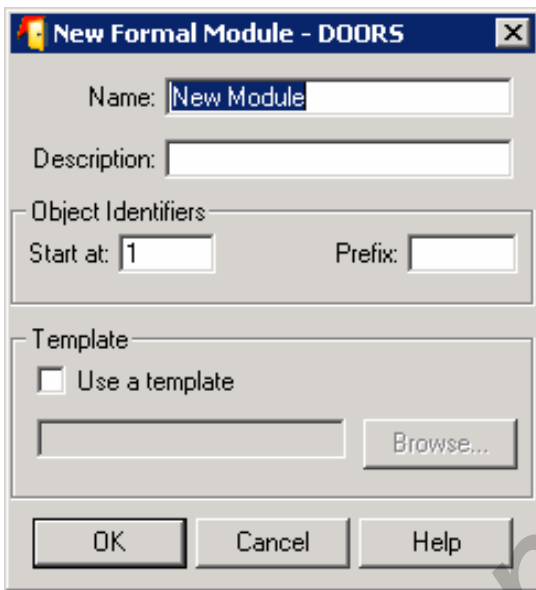 New Formal Module - DOORS
Name: New Module
Description:
Object Identifiers
Start at: 1 Prefix:
Template
Use a template
Browse...
OK Cancel Help